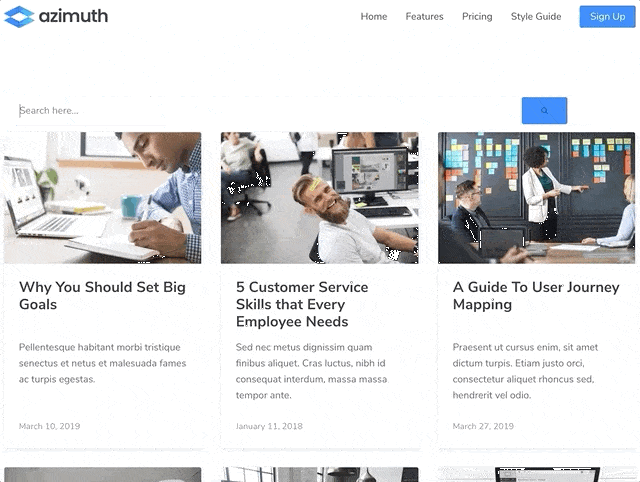 azimuth
Home Features Pricing Style Guide Sign Up
Search here...
Why You Should Set Big
Goals
Pellentesque habitant morbi tristique
senectus et netus et malesuada fames
ac turpis egestas.
March 10, 2019
5 Customer Service
Skills that Every
Employee Needs
Sed nec metus dignissim quam
finibus aliquet. Cras luctus, nibh id
consequat interdum, massa massa
tempor ante.
January 11, 2018
A Guide To User Journey
Mapping
Praesent ut cursus enim, sit amet
dictum turpis. Etiam justo orci,
consectetur aliquet rhoncus sed,
hendrerit vel odio.
March 27, 2019